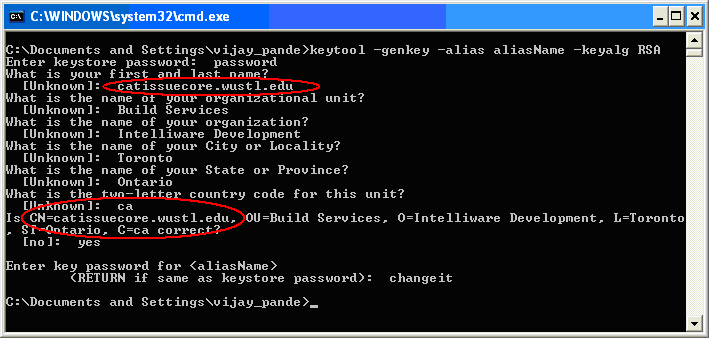 C:\WINDOWS\system32\cmd.exe
C:\Documents and Settings\vijay_pande>keytool -genkey -alias aliasName -keyalg RSA
Enter keystore password:  password
What is your first and last name?
  [Unknown]:  catissuecore.wustl.edu
What is the name of your organizational unit?
  [Unknown]:  Build Services
What is the name of your organization?
  [Unknown]:  Intelliware Development
What is the name of your City or Locality?
  [Unknown]:  Toronto
What is the name of your State or Province?
  [Unknown]:  Ontario
What is the two-letter country code for this unit?
  [Unknown]:  ca
Is CN=catissuecore.wustl.edu, OU=Build Services, O=Intelliware Development, L=Toronto
, ST=Ontario, C=ca correct?
  [no]:  yes
Enter key password for <aliasName>
        (RETURN if same as keystore password):  changeit
C:\Documents and Settings\vijay_pande>_